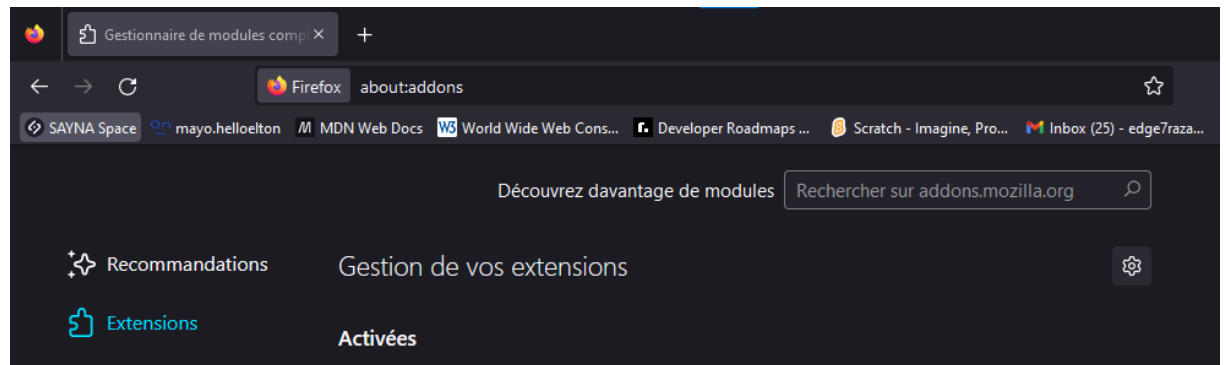 Gestionnaire de modules comp
Firefox about:addons
SAYNA Space mayo.helloelton MDN Web Docs World Wide Web Cons... Developer Roadmaps ... Scratch - Imagine, Pro... Inbox (25) - edge7raza...
Découvrez davantage de modules Rechercher sur addons.mozilla.org
Recommandations Gestion de vos extensions
Extensions
Activées